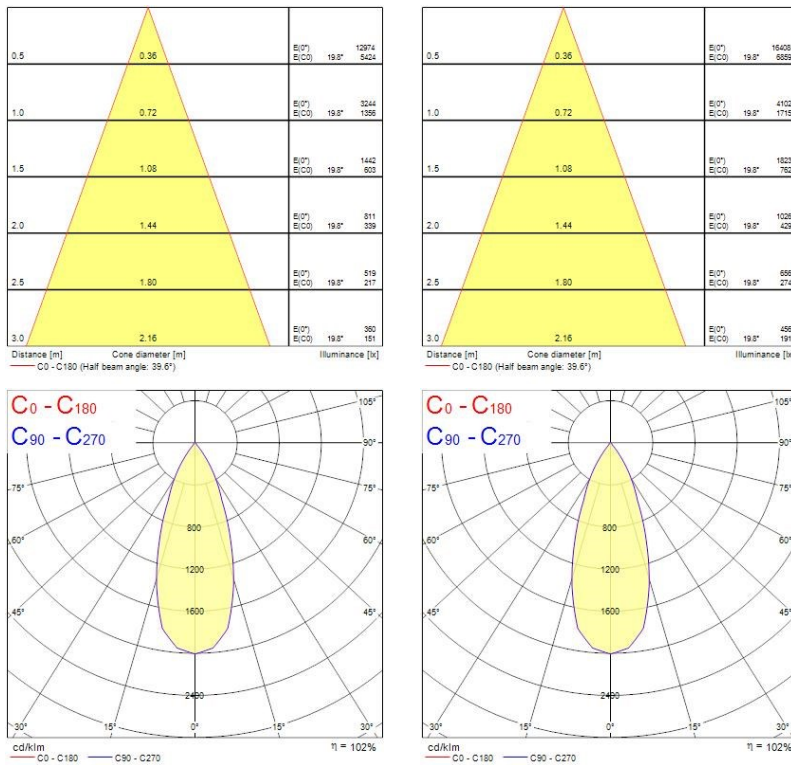 0.5 0.36 E(0°) 12974
E(C0) 19.8° 5424
1.0 0.72 E(0°) 3244
E(C0) 19.8° 1356
1.5 1.08 E(0°) 1442
E(C0) 19.8° 603
2.0 1.44 E(0°) 811
E(C0) 19.8° 339
2.5 1.80 E(0°) 519
E(C0) 19.8° 217
3.0 2.16 E(0°) 360
E(C0) 19.8° 151
Distance [m] Cone diameter [m] Illuminance [lx]
C0 - C180 (Half beam angle: 39.6°)
0.5 0.36 E(0°) 16408
E(C0) 19.8° 6859
1.0 0.72 E(0°) 4102
E(C0) 19.8° 1715
1.5 1.08 E(0°) 1823
E(C0) 19.8° 762
2.0 1.44 E(0°) 1026
E(C0) 19.8° 429
2.5 1.80 E(0°) 656
E(C0) 19.8° 274
3.0 2.16 E(0°) 456
E(C0) 19.8° 191
Distance [m] Cone diameter [m] Illuminance [lx]
C0 - C180 (Half beam angle: 39.6°)
C0 - C180
C90 - C270
105°
90°
75° 75°
800
60° 60°
1200
45° 1600 45°
2400
30° 15° 0° 15° 30°
cd/klm η = 102%
C0 - C180 C90 - C270
C0 - C180
C90 - C270
105°
90°
75° 75°
800
60° 60°
1200
45° 1600 45°
2400
30° 15° 0° 15° 30°
cd/klm η = 102%
C0 - C180 C90 - C270